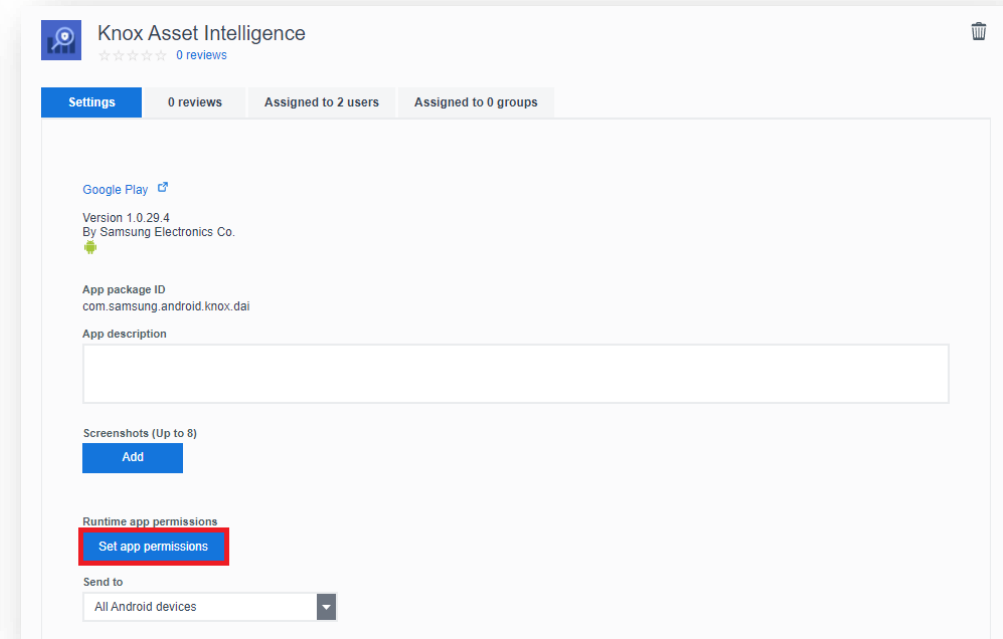 Knox Asset Intelligence
0 reviews
Settings
0 reviews
Assigned to 2 users
Assigned to 0 groups
Google Play
Version 1.0.29.4
By Samsung Electronics Co.
App package ID
com.samsung.android.knox.dai
App description
Screenshots (Up to 8)
Add
Runtime app permissions
Set app permissions
Send to
All Android devices